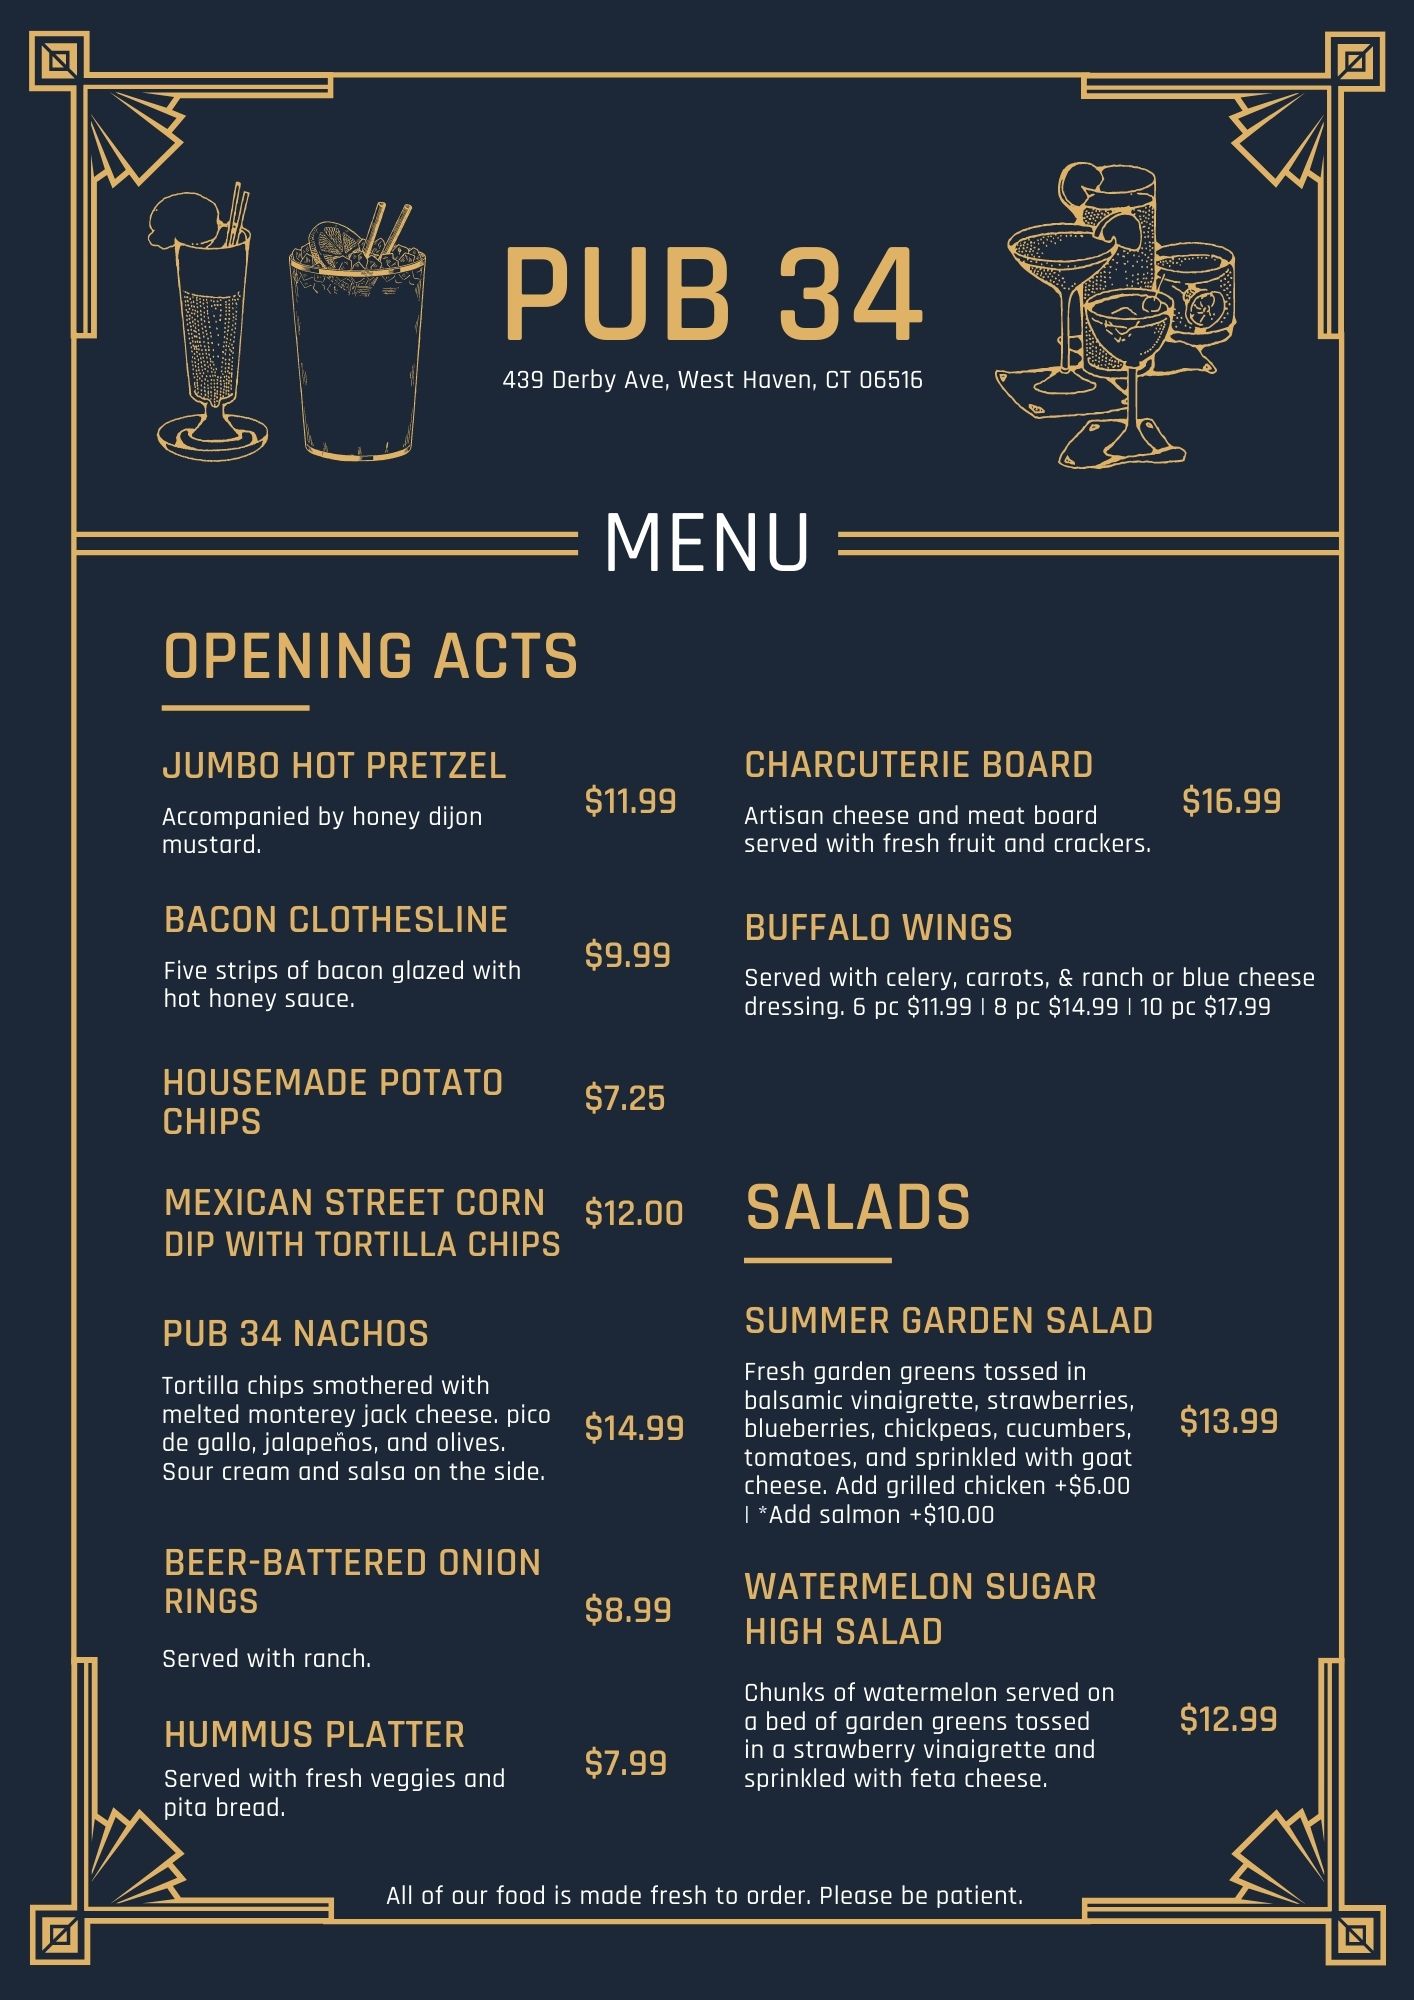 PUB 34
439 Derby Ave, West Haven, CT 06516
MENU
OPENING ACTS
JUMBO HOT PRETZEL
$11.99
Accompanied by honey dijon
mustard.
BACON CLOTHESLINE
$9.99
Five strips of bacon glazed with
hot honey sauce.
HOUSEMADE POTATO
CHIPS
$7.25
MEXICAN STREET CORN
DIP WITH TORTILLA CHIPS
$12.00
PUB 34 NACHOS
Tortilla chips smothered with
melted monterey jack cheese. pico
de gallo, jalapeños, and olives.
Sour cream and salsa on the side.
$14.99
BEER-BATTERED ONION
RINGS
$8.99
Served with ranch.
HUMMUS PLATTER
$7.99
Served with fresh veggies and
pita bread.
CHARCUTERIE BOARD
$16.99
Artisan cheese and meat board
served with fresh fruit and crackers.
BUFFALO WINGS
Served with celery, carrots, & ranch or blue cheese
dressing. 6 pc $11.99 | 8 pc $14.99 | 10 pc $17.99
SALADS
SUMMER GARDEN SALAD
Fresh garden greens tossed in
balsamic vinaigrette, strawberries,
blueberries, chickpeas, cucumbers,
tomatoes, and sprinkled with goat
cheese. Add grilled chicken +$6.00
| *Add salmon +$10.00
$13.99
WATERMELON SUGAR
HIGH SALAD
Chunks of watermelon served on
a bed of garden greens tossed
in a strawberry vinaigrette and
sprinkled with feta cheese.
$12.99
All of our food is made fresh to order. Please be patient.